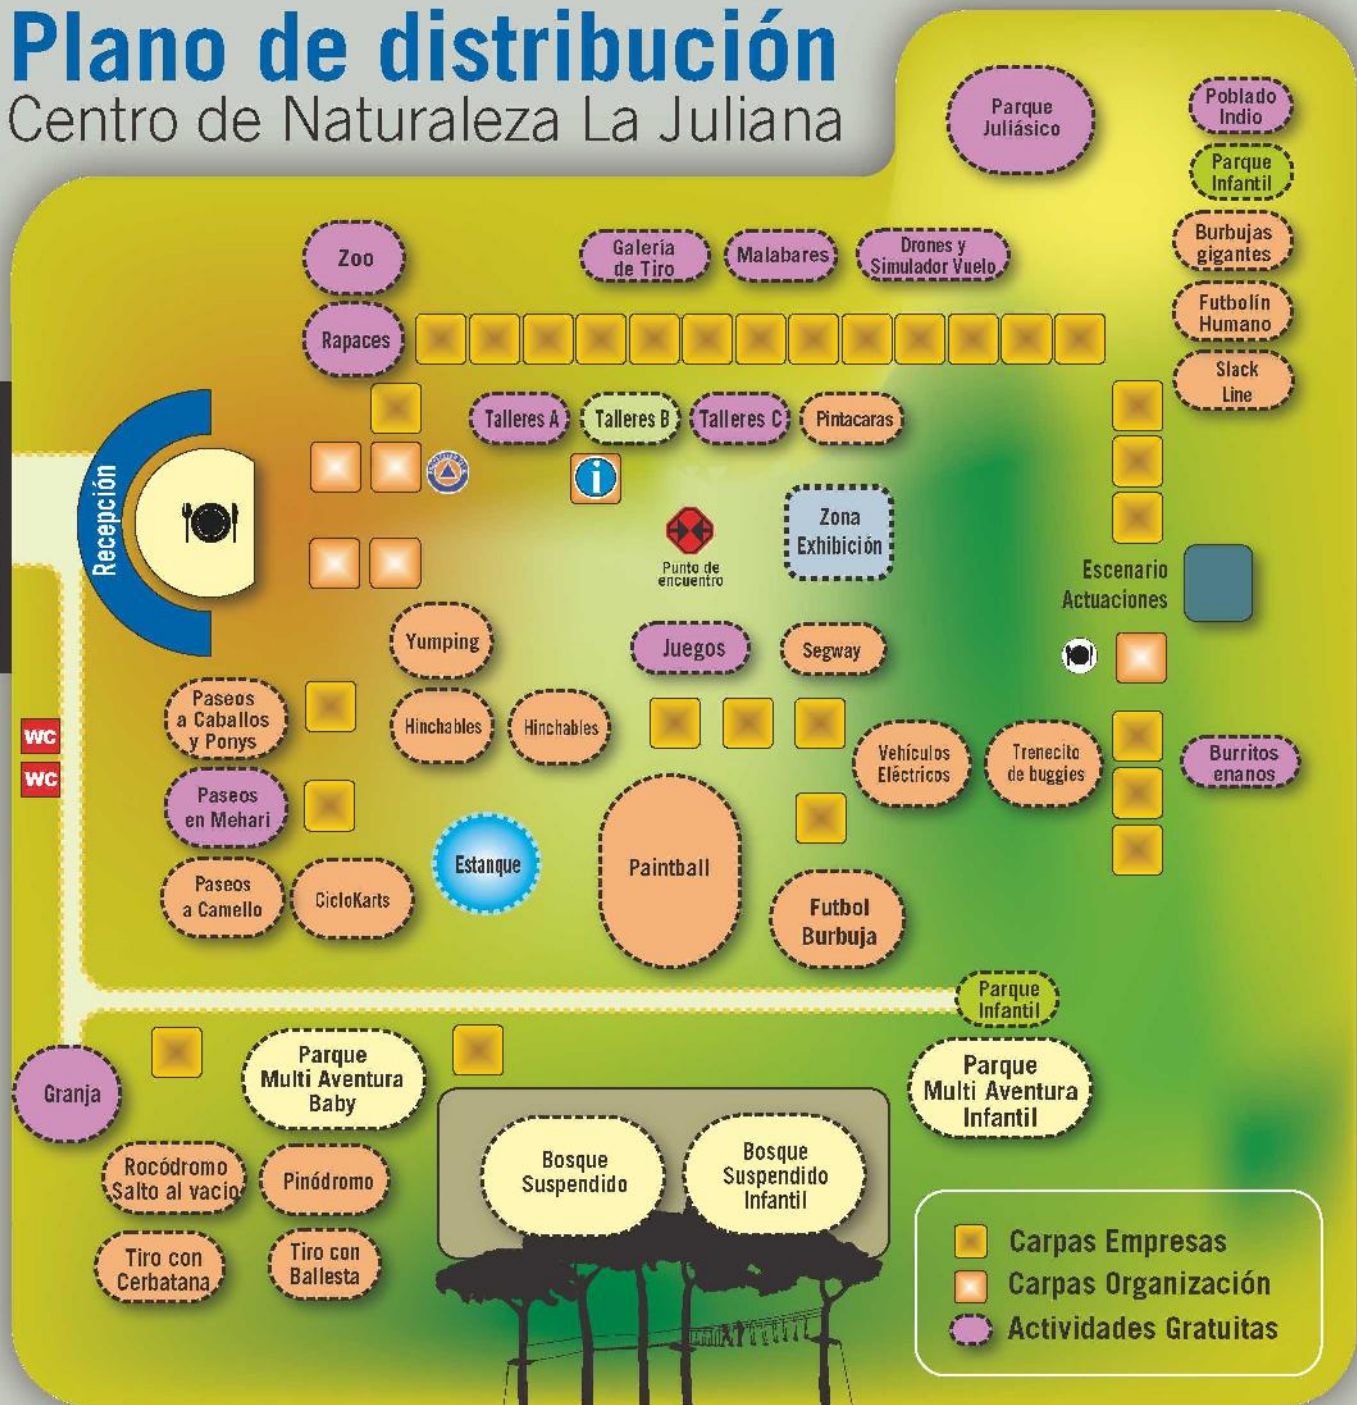 Plano de distribución
Centro de Naturaleza La Juliana
Parque
Juliásico
Poblado
Indio
Parque
Infantil
Burbujas
gigantes
Futbolín
Humano
Slack
Line
Zoo
Galería
de Tiro
Malabares
Drones y
Simulador Vuelo
Rapaces
Talleres A
Talleres B
Talleres C
Pintacaras
Recepción
i
Zona
Exhibición
Punto de
encuentro
Escenario
Actuaciones
Yumping
Juegos
Segway
Paseos
a Caballos
y Ponys
Hinchables
Hinchables
WC
WC
Vehículos
Eléctricos
Trenecito
de buggies
Burritos
enanos
Paseos
en Mehari
Estanque
Paintball
Paseos
a Camello
CicloKarts
Futbol
Burbuja
Parque
Infantil
Granja
Parque
Multi Aventura
Baby
Parque
Multi Aventura
Infantil
Rocódromo
Salto al vacío
Pinódromo
Bosque
Suspendido
Bosque
Suspendido
Infantil
Tiro con
Cerbatana
Tiro con
Ballesta
Carpas Empresas
Carpas Organización
Actividades Gratuitas